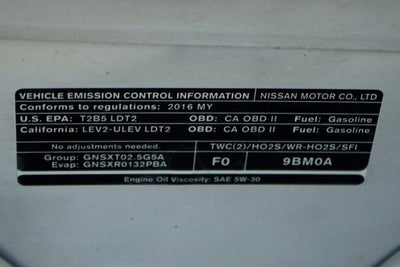 VEHICLE EMISSION CONTROL INFORMATION NISSAN MOTOR CO., LTD
Conforms to regulations: 2016 MY
U.S. EPA: T2B5 LDT2 OBD: CA OBD II Fuel: Gasoline
California: LEV2-ULEV LDT2 OBD: CA OBD II Fuel: Gasoline
No adjustments needed. TWC(2)/HO2S/WR-HO2S/SFI
Group: GNSXT02.5G5A
Evap: GNSXR0132PBA
F0 9BM0A
Engine Oil Viscosity: SAE 5W-30